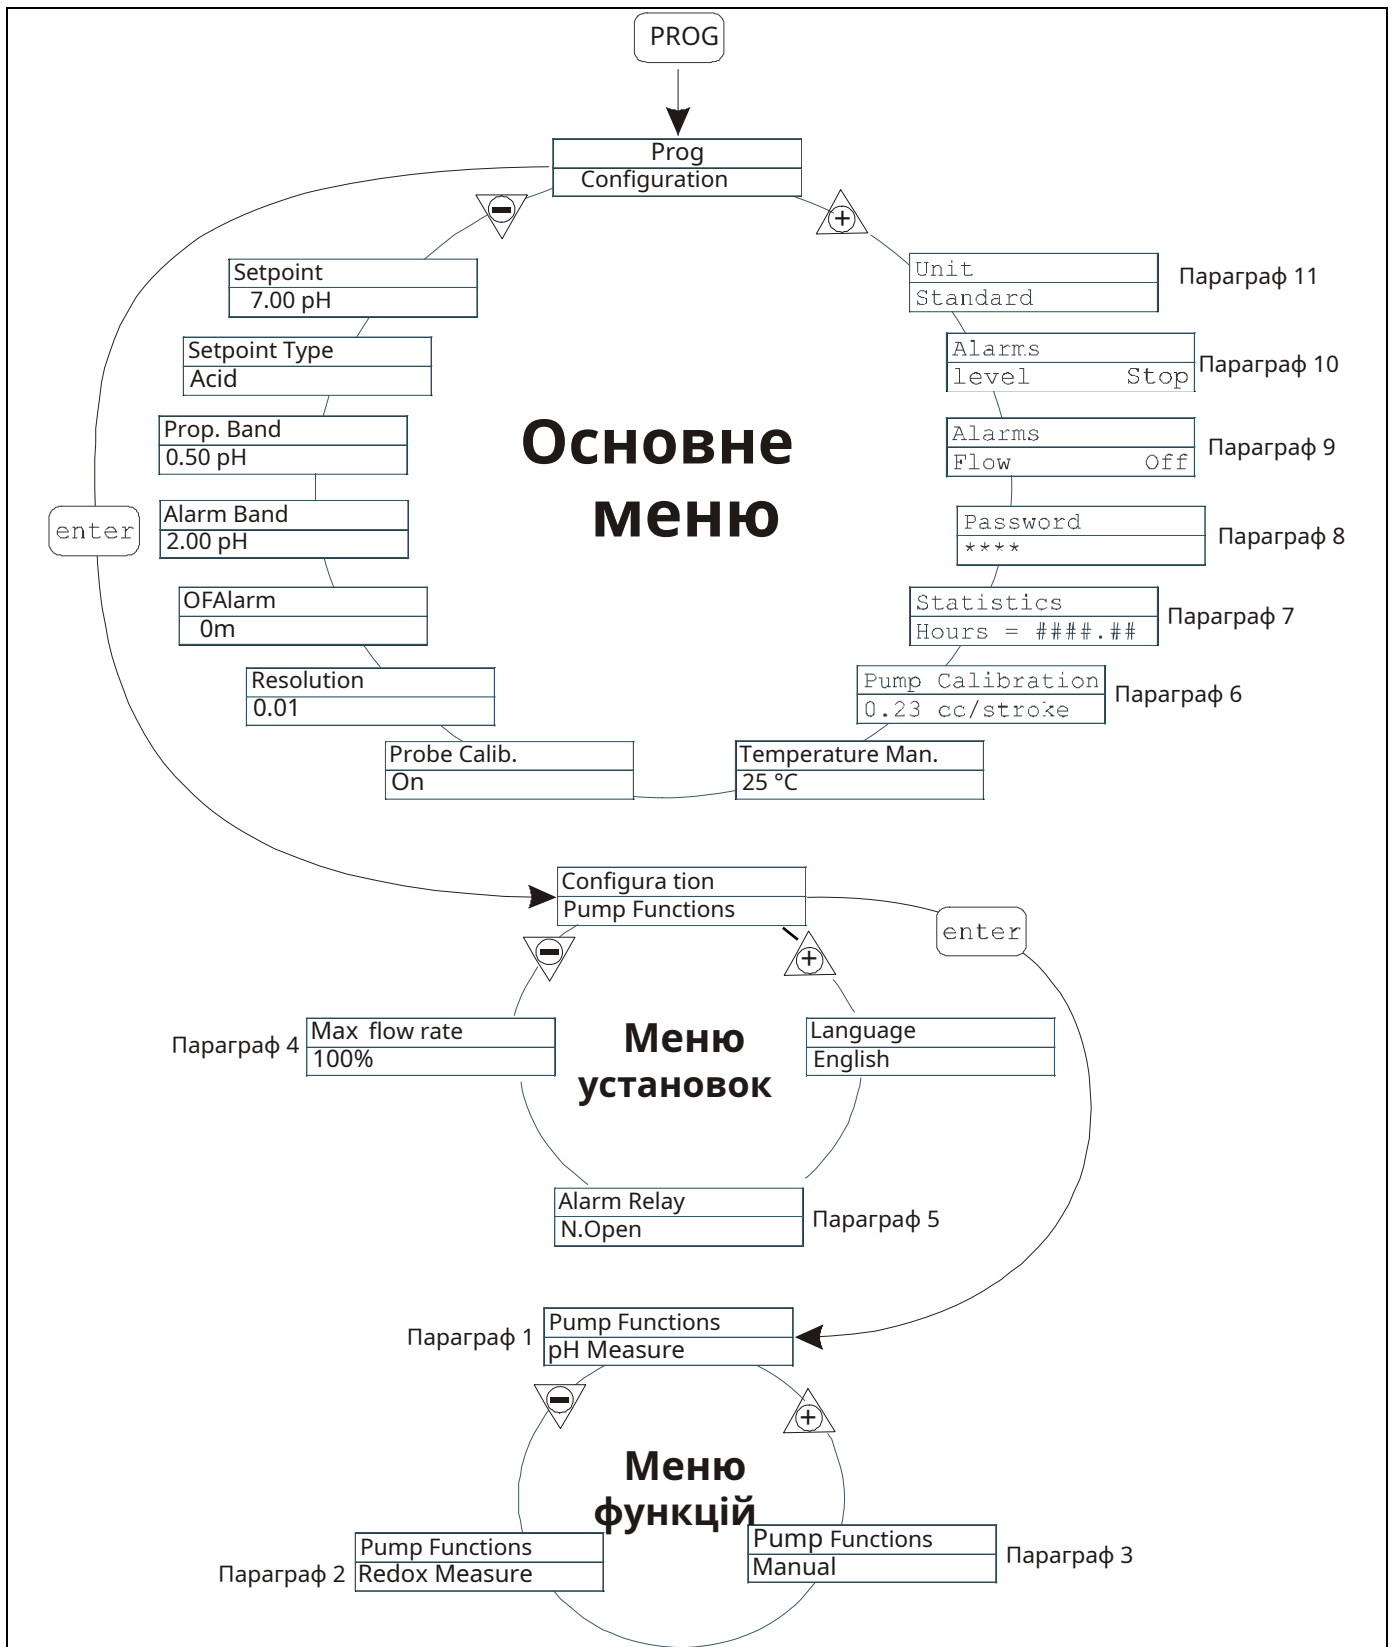 PROG
Prog
Configuration
Setpoint
7.00 pH
Unit
Standard
Параграф 11
Setpoint Type
Acid
Alarms
level Stop
Параграф 10
Prop. Band
0.50 pH
Основне
меню
Alarms
Flow Off
Параграф 9
enter
Alarm Band
2.00 pH
Password
****
Параграф 8
OFAlarm
0m
Statistics
Hours = ####.##
Параграф 7
Resolution
0.01
Pump Calibration
0.23 cc/stroke
Параграф 6
Probe Calib.
On
Temperature Man.
25 °C
Configura tion
Pump Functions
enter
Параграф 4
Max flow rate
100%
Меню
установок
Language
English
Alarm Relay
N.Open
Параграф 5
Параграф 1
Pump Functions
pH Measure
Меню
функцій
Параграф 2
Pump Functions
Redox Measure
Pump Functions
Manual
Параграф 3